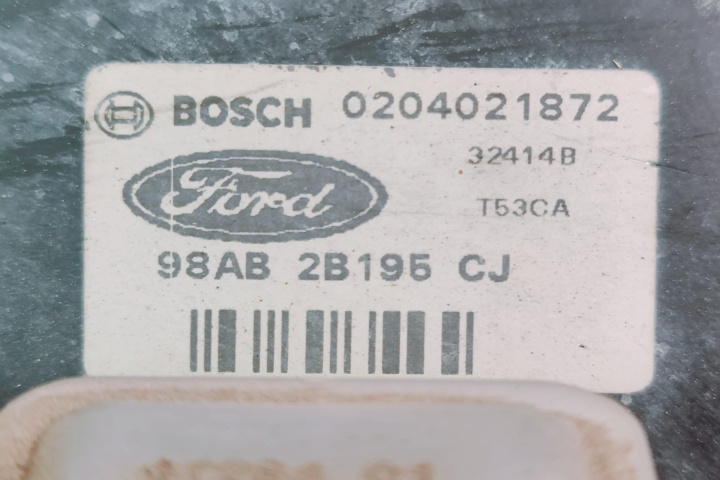 BOSCH 0204021872
32414B
Ford
T53CA
98AB 2B195 CJ